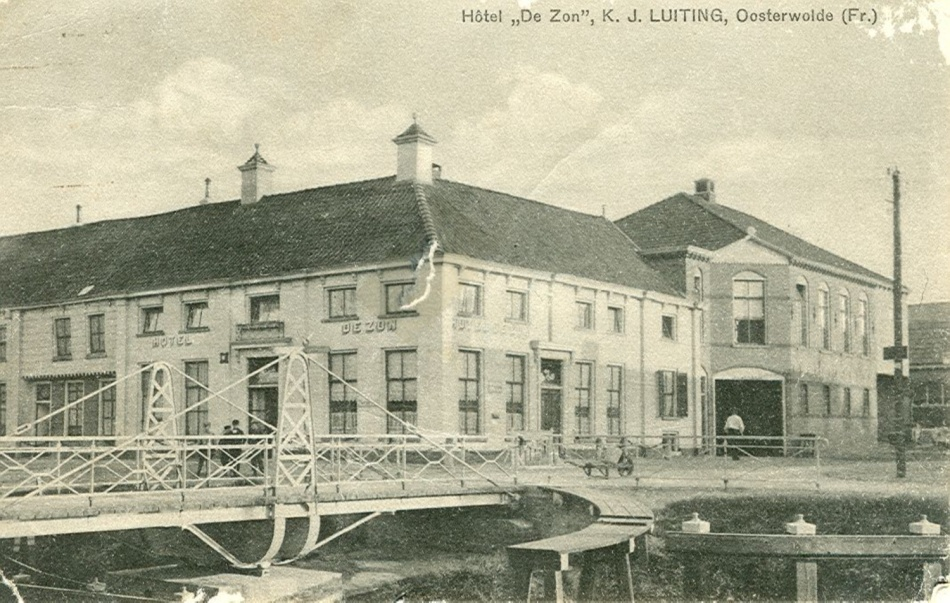 Hôtel „De Zon”, K. J. LUITING, Oosterwolde (Fr.)
HOTEL
DE ZON